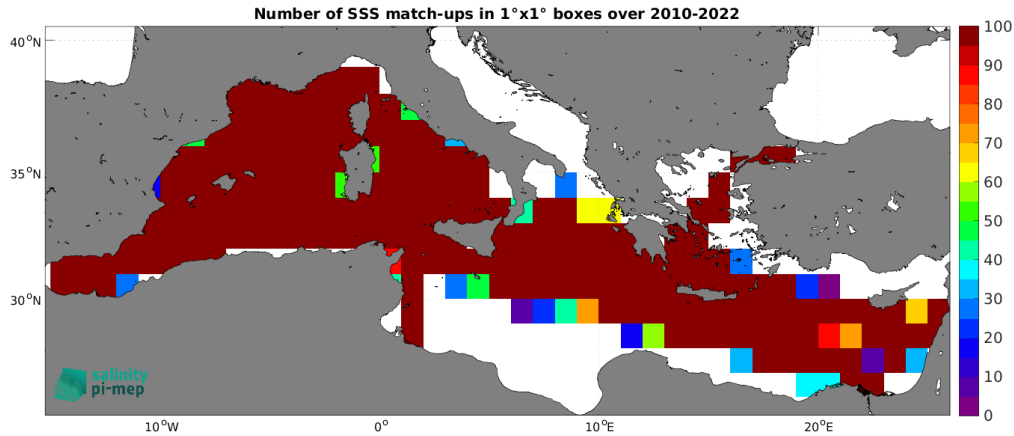 Number of SSS match-ups in 1°x1° boxes over 2010-2022
40°N
35°N
30°N
10°W
0°
10°E
20°E
100
90
80
70
60
50
40
30
20
10
0
salinity
pi-mep